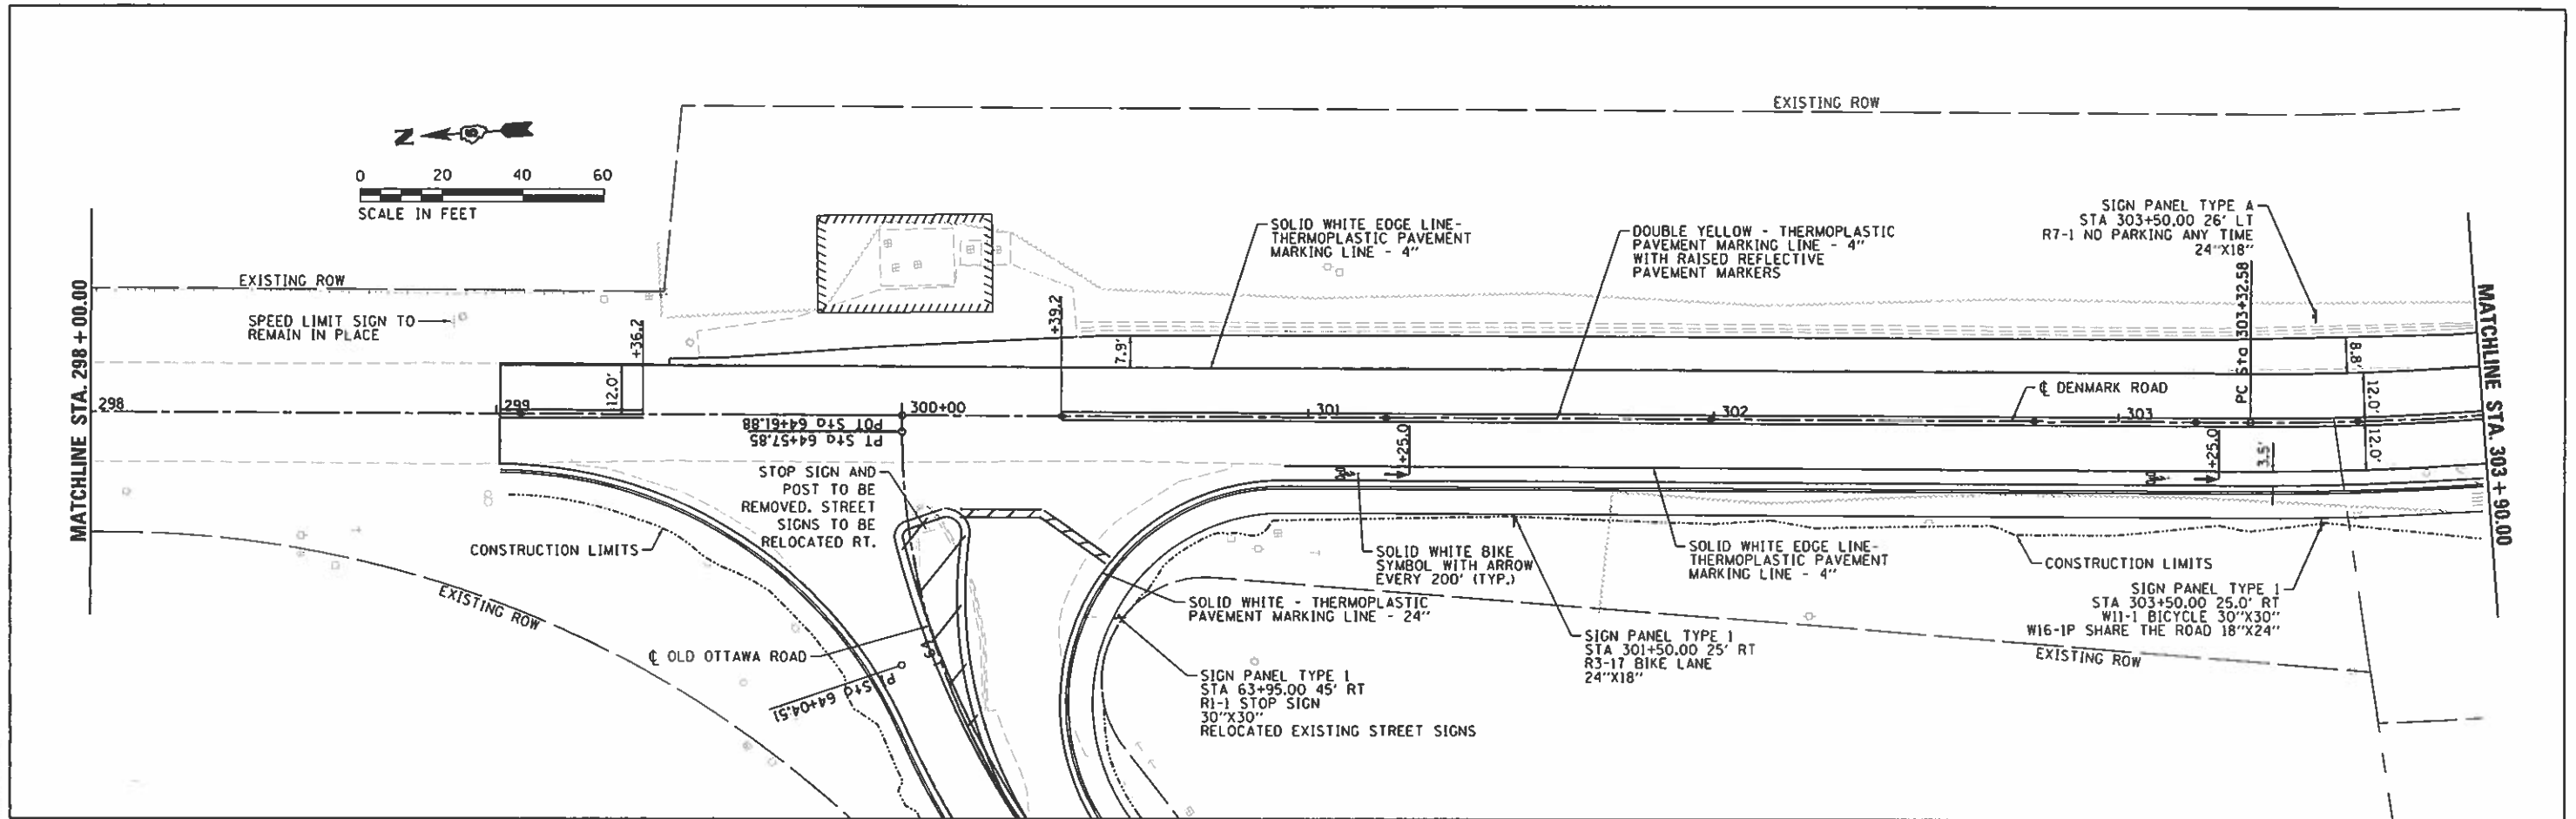 EXISTING ROW
N
0 20 40 60
SCALE IN FEET
SIGN PANEL TYPE A
STA 303+50.00 26' LT
R7-1 NO PARKING ANY TIME
24"X18"
SOLID WHITE EDGE LINE-
THERMOPLASTIC PAVEMENT
MARKING LINE - 4"
DOUBLE YELLOW - THERMOPLASTIC
PAVEMENT MARKING LINE - 4"
WITH RAISED REFLECTIVE
PAVEMENT MARKERS
EXISTING ROW
SPEED LIMIT SIGN TO
REMAIN IN PLACE
MATCHLINE STA. 298+00.00
+36.2
12.0'
+39.2
7.9'
PC Sta 303+32.58
8.8'
12.0'
12.0'
MATCHLINE STA. 303+90.00
298
299
300+00
301
302
303
℄ DENMARK ROAD
POT Sta 64+61.88
PT Sta 64+57.85
+25.0
+25.0
3.5'
STOP SIGN AND
POST TO BE
REMOVED. STREET
SIGNS TO BE
RELOCATED RT.
CONSTRUCTION LIMITS
EXISTING ROW
SOLID WHITE BIKE
SYMBOL WITH ARROW
EVERY 200' (TYP.)
SOLID WHITE EDGE LINE-
THERMOPLASTIC PAVEMENT
MARKING LINE - 4"
CONSTRUCTION LIMITS
SIGN PANEL TYPE 1
STA 303+50.00 25.0' RT
W11-1 BICYCLE 30"X30"
W16-1P SHARE THE ROAD 18"X24"
EXISTING ROW
SOLID WHITE - THERMOPLASTIC
PAVEMENT MARKING LINE - 24"
SIGN PANEL TYPE 1
STA 301+50.00 25' RT
R3-17 BIKE LANE
24"X18"
℄ OLD OTTAWA ROAD
64
PI Sta 64+04.51
SIGN PANEL TYPE 1
STA 63+95.00 45' RT
R1-1 STOP SIGN
30"X30"
RELOCATED EXISTING STREET SIGNS